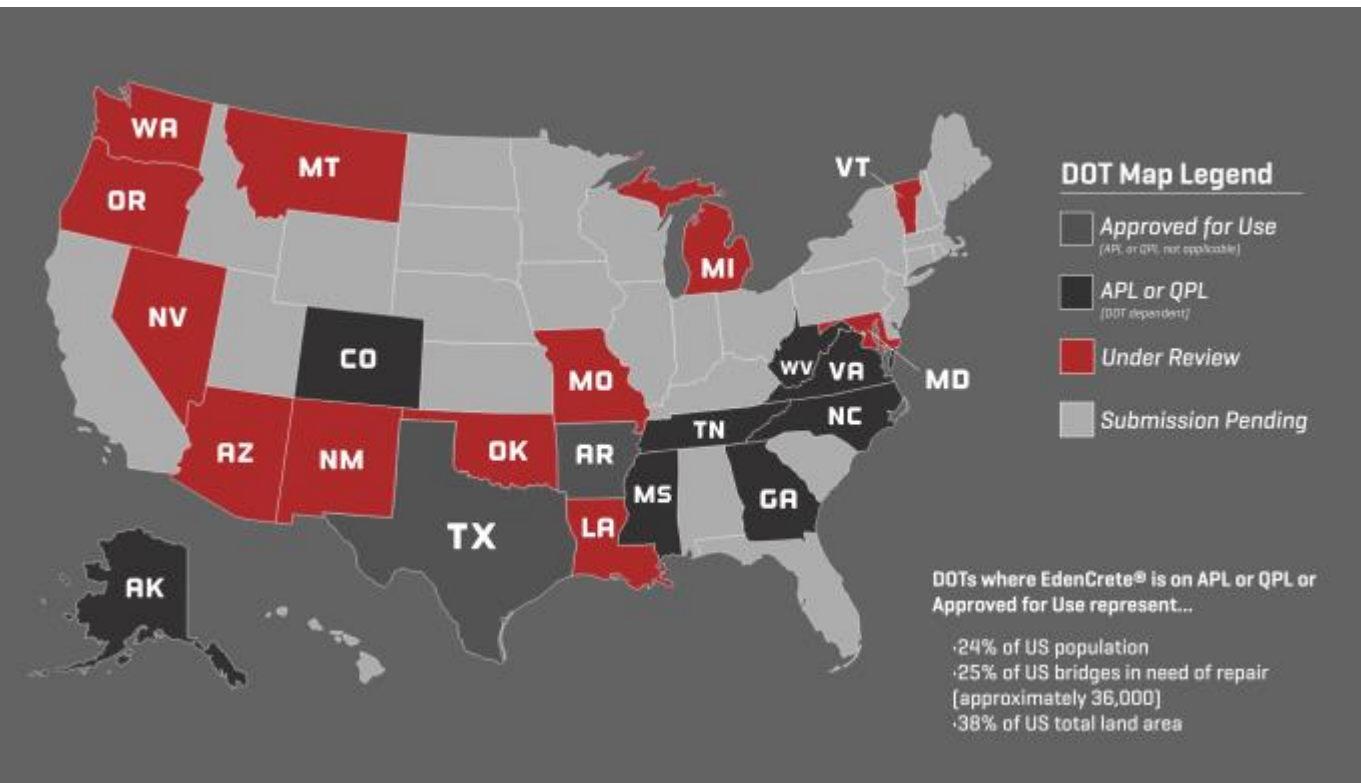 WA
MT
VT
OR
MI
NV
CO
MO
WV
VA
MD
NC
TN
AZ
NM
OK
AR
MS
GA
LA
TX
AK
DOT Map Legend
Approved for Use
(APL or QPL not applicable)
APL or QPL
(DOT dependent)
Under Review
Submission Pending
DOTs where EdenCrete® is on APL or QPL or
Approved for Use represent...
·24% of US population
·25% of US bridges in need of repair
(approximately 36,000)
·38% of US total land area